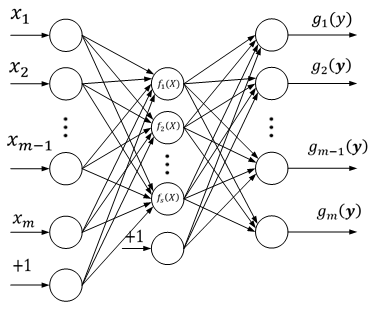 x₁
x₂
⋮
xₘ₋₁
xₘ
+1
f₁(X)
f₂(X)
⋮
fₛ(X)
+1
g₁(y)
g₂(y)
⋮
gₘ₋₁(y)
gₘ(y)